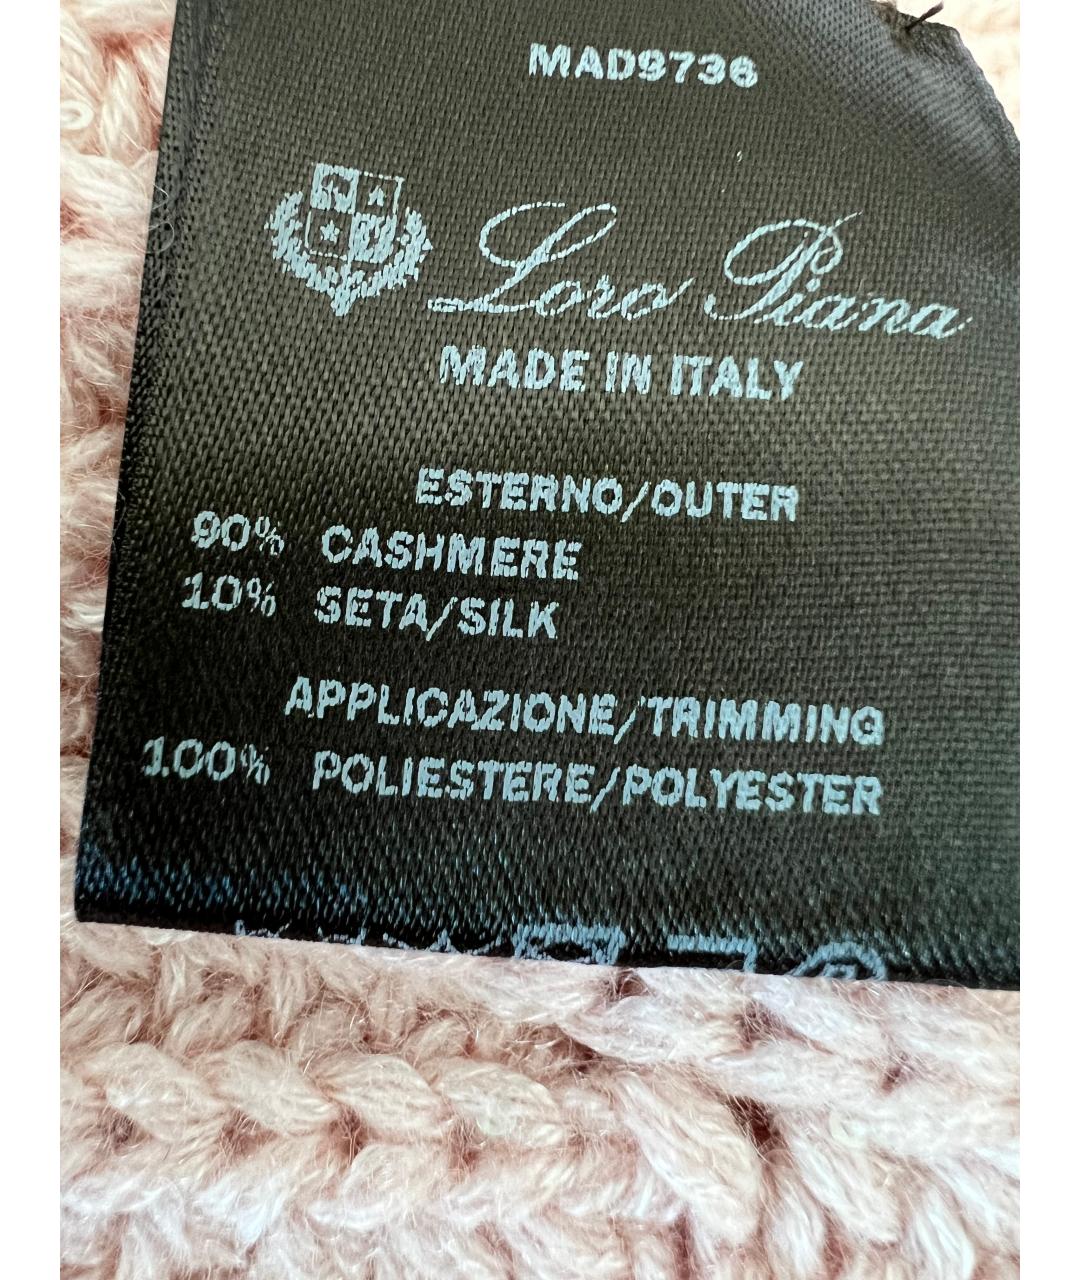 MAD9736
Loro Piana
MADE IN ITALY
ESTERNO/OUTER
90% CASHMERE
10% SETA/SILK
APPLICAZIONE/TRIMMING
100% POLIESTERE/POLYESTER